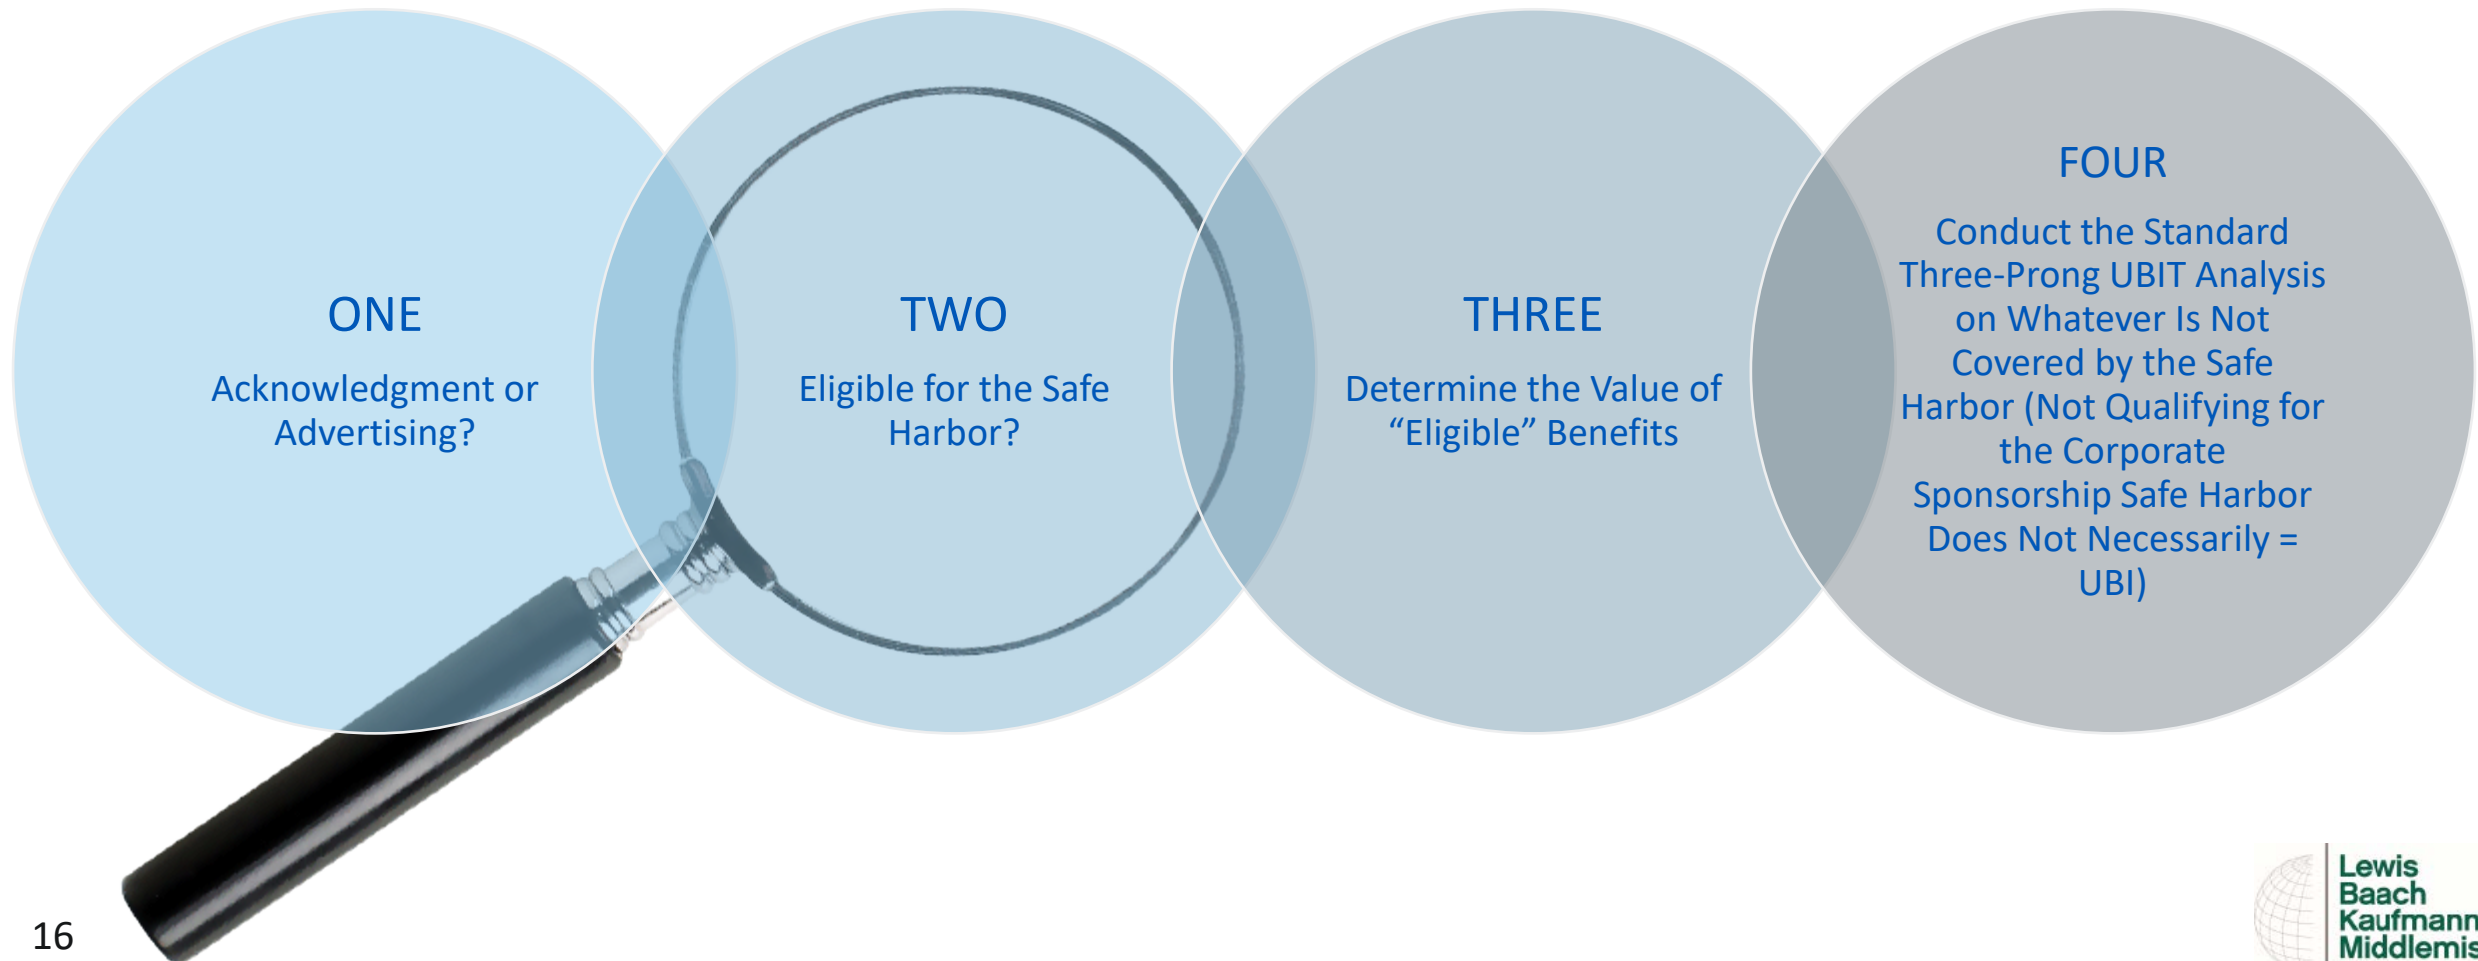 ONE
Acknowledgment or
Advertising?
TWO
Eligible for the Safe
Harbor?
THREE
Determine the Value of
“Eligible” Benefits
FOUR
Conduct the Standard
Three-Prong UBIT Analysis
on Whatever Is Not
Covered by the Safe
Harbor (Not Qualifying for
the Corporate
Sponsorship Safe Harbor
Does Not Necessarily =
UBI)
16
Lewis
Baach
Kaufmann
Middlemis